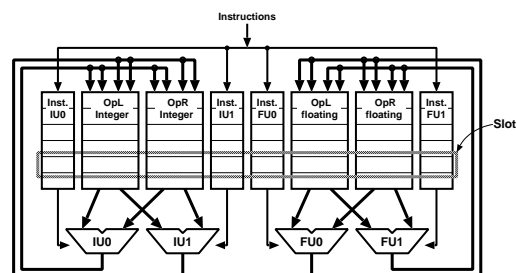 Instructions
Inst. IU0
OpL Integer
OpR Integer
Inst. IU1
Inst. FU0
OpL floating
OpR floating
Inst. FU1
Slot
IU0
IU1
FU0
FU1